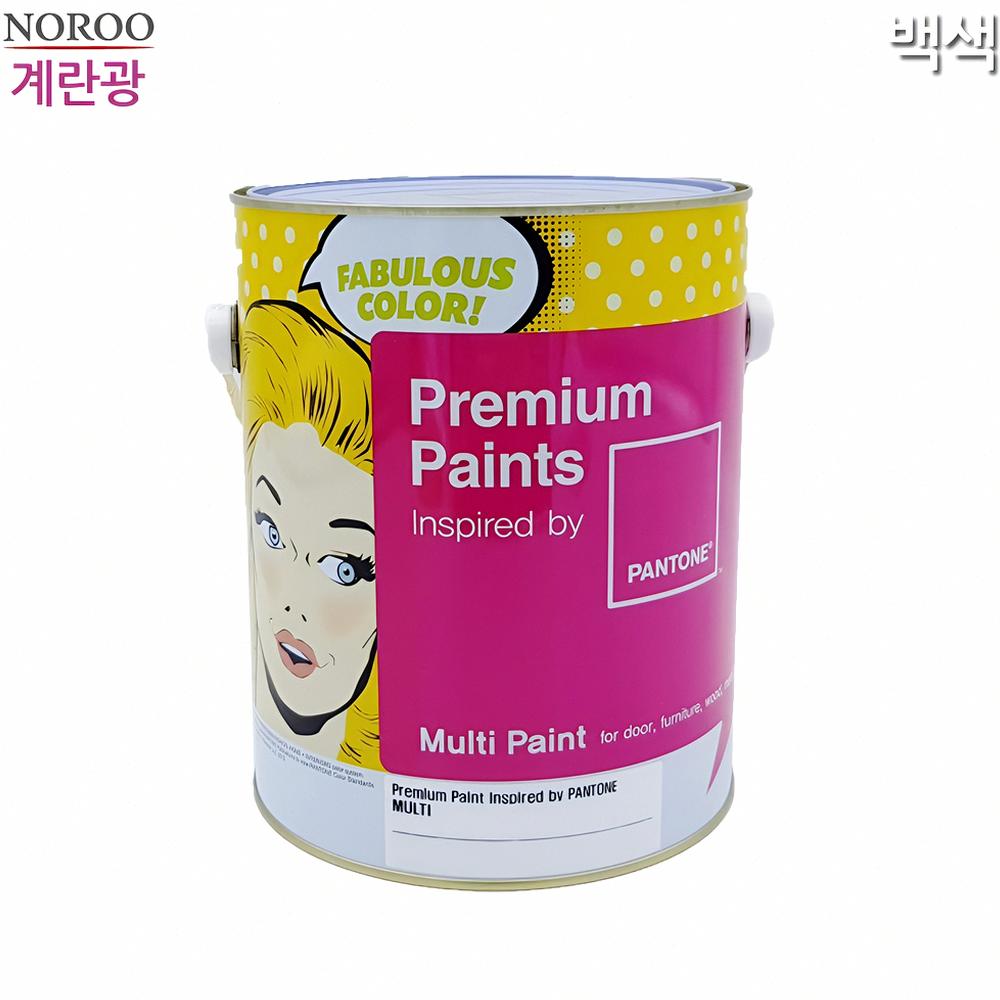 NOROO
계란광
백색
FABULOUS
COLOR!
Premium
Paints
Inspired by
PANTONE®
Multi Paint for door, furniture, wood,
Premium Paint Inspired by PANTONE
MULTI